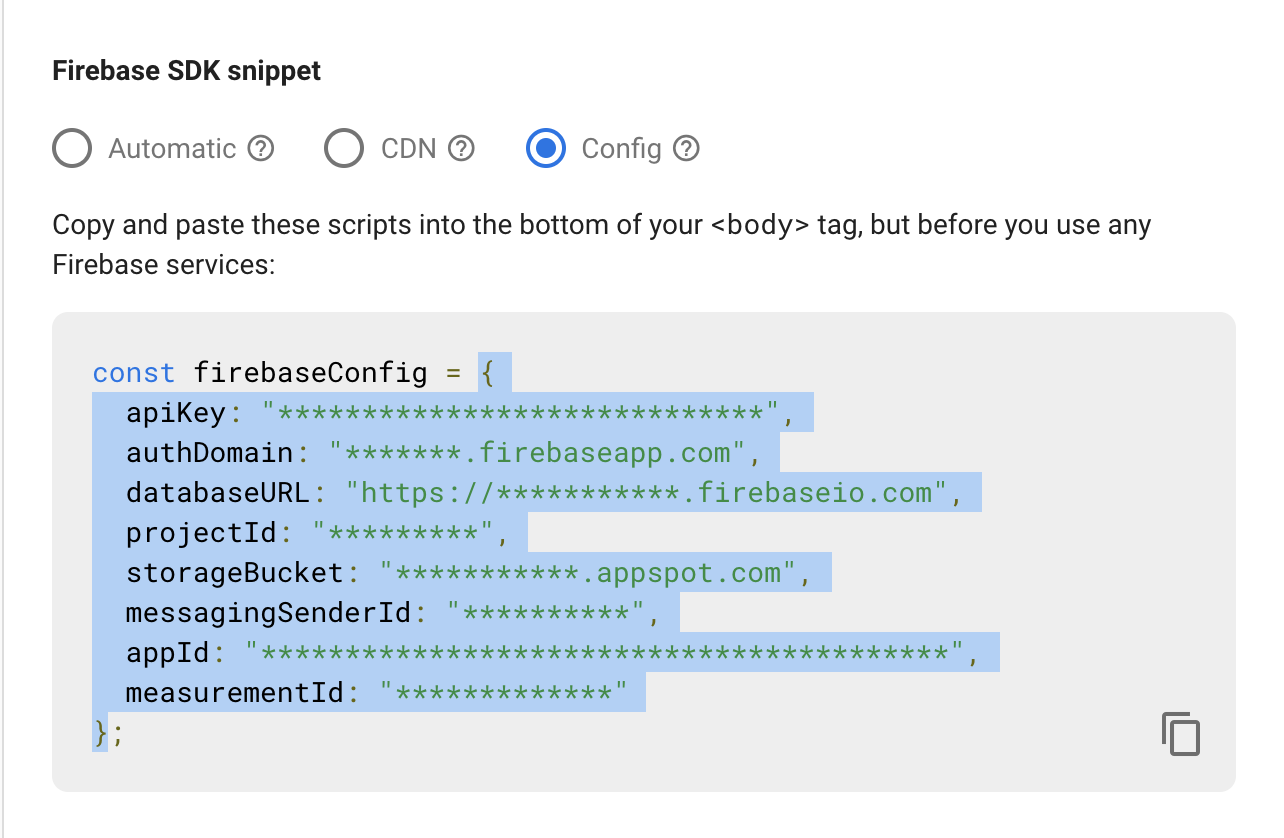 Firebase SDK snippet
Automatic ? CDN ? Config ?
Copy and paste these scripts into the bottom of your <body> tag, but before you use any
Firebase services:
const firebaseConfig = {
  apiKey: "*****************************",
  authDomain: "*******.firebaseapp.com",
  databaseURL: "https://***********.firebaseio.com",
  projectId: "*********",
  storageBucket: "***********.appspot.com",
  messagingSenderId: "**********",
  appId: "*****************************************",
  measurementId: "*************"
};